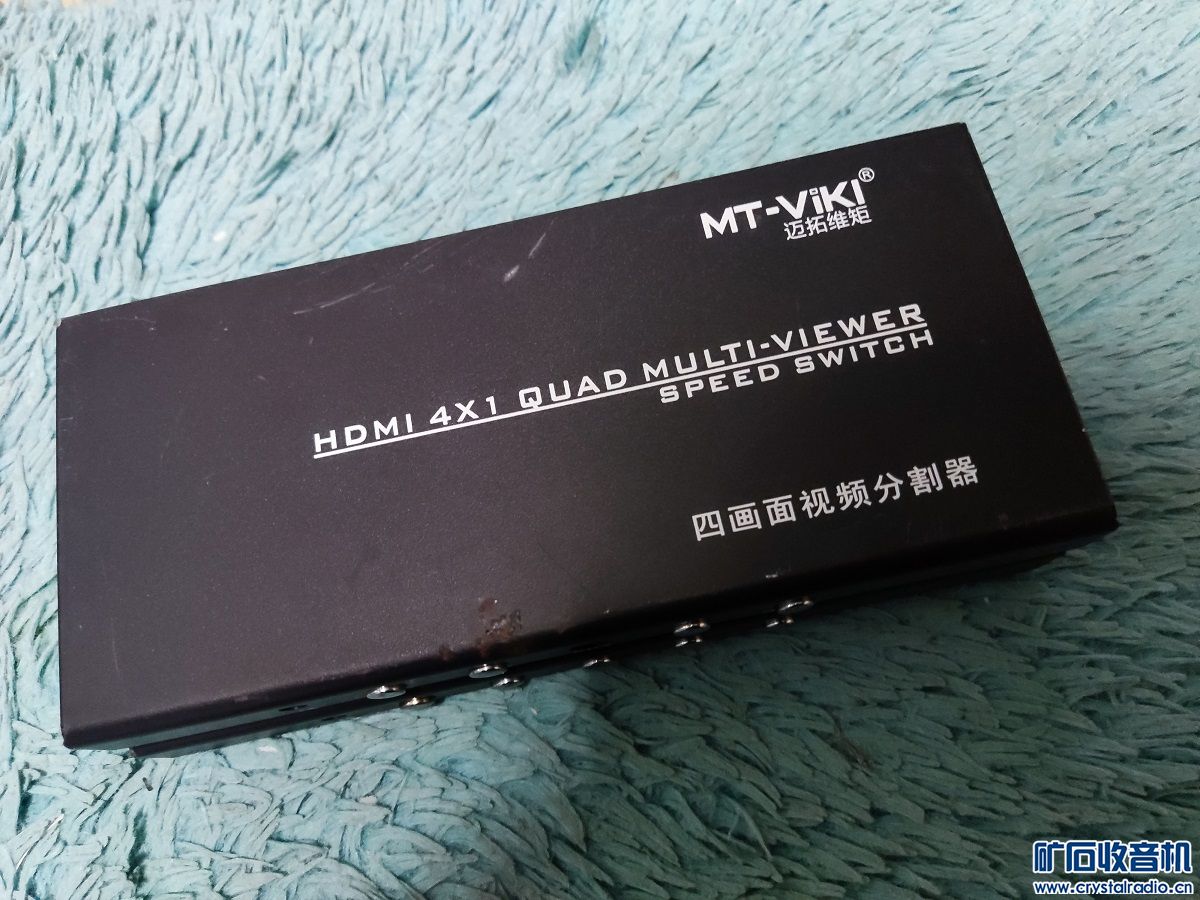 MT-ViKI®
迈拓维矩
HDMI 4X1 QUAD MULTI-VIEWER
SPEED SWITCH
四画面视频分割器
矿石收音机
www.crystalradio.cn